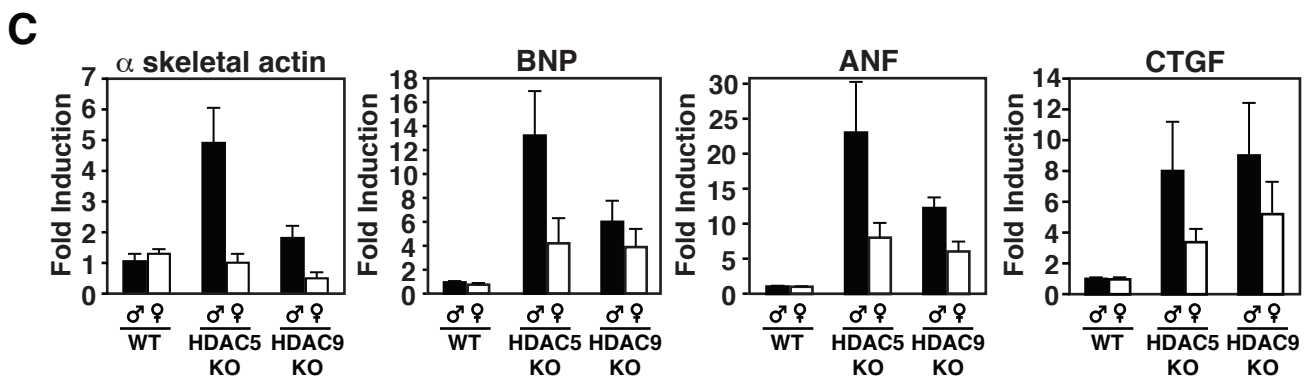 C
α skeletal actin
Fold Induction
7
6
5
4
3
2
1
0
♂ ♀ ♂ ♀ ♂ ♀
WT HDAC5 HDAC9
KO KO
BNP
Fold Induction
18
16
14
12
10
8
6
4
2
0
♂ ♀ ♂ ♀ ♂ ♀
WT HDAC5 HDAC9
KO KO
ANF
Fold Induction
30
25
20
15
10
5
0
♂ ♀ ♂ ♀ ♂ ♀
WT HDAC5 HDAC9
KO KO
CTGF
Fold Induction
14
12
10
8
6
4
2
0
♂ ♀ ♂ ♀ ♂ ♀
WT HDAC5 HDAC9
KO KO